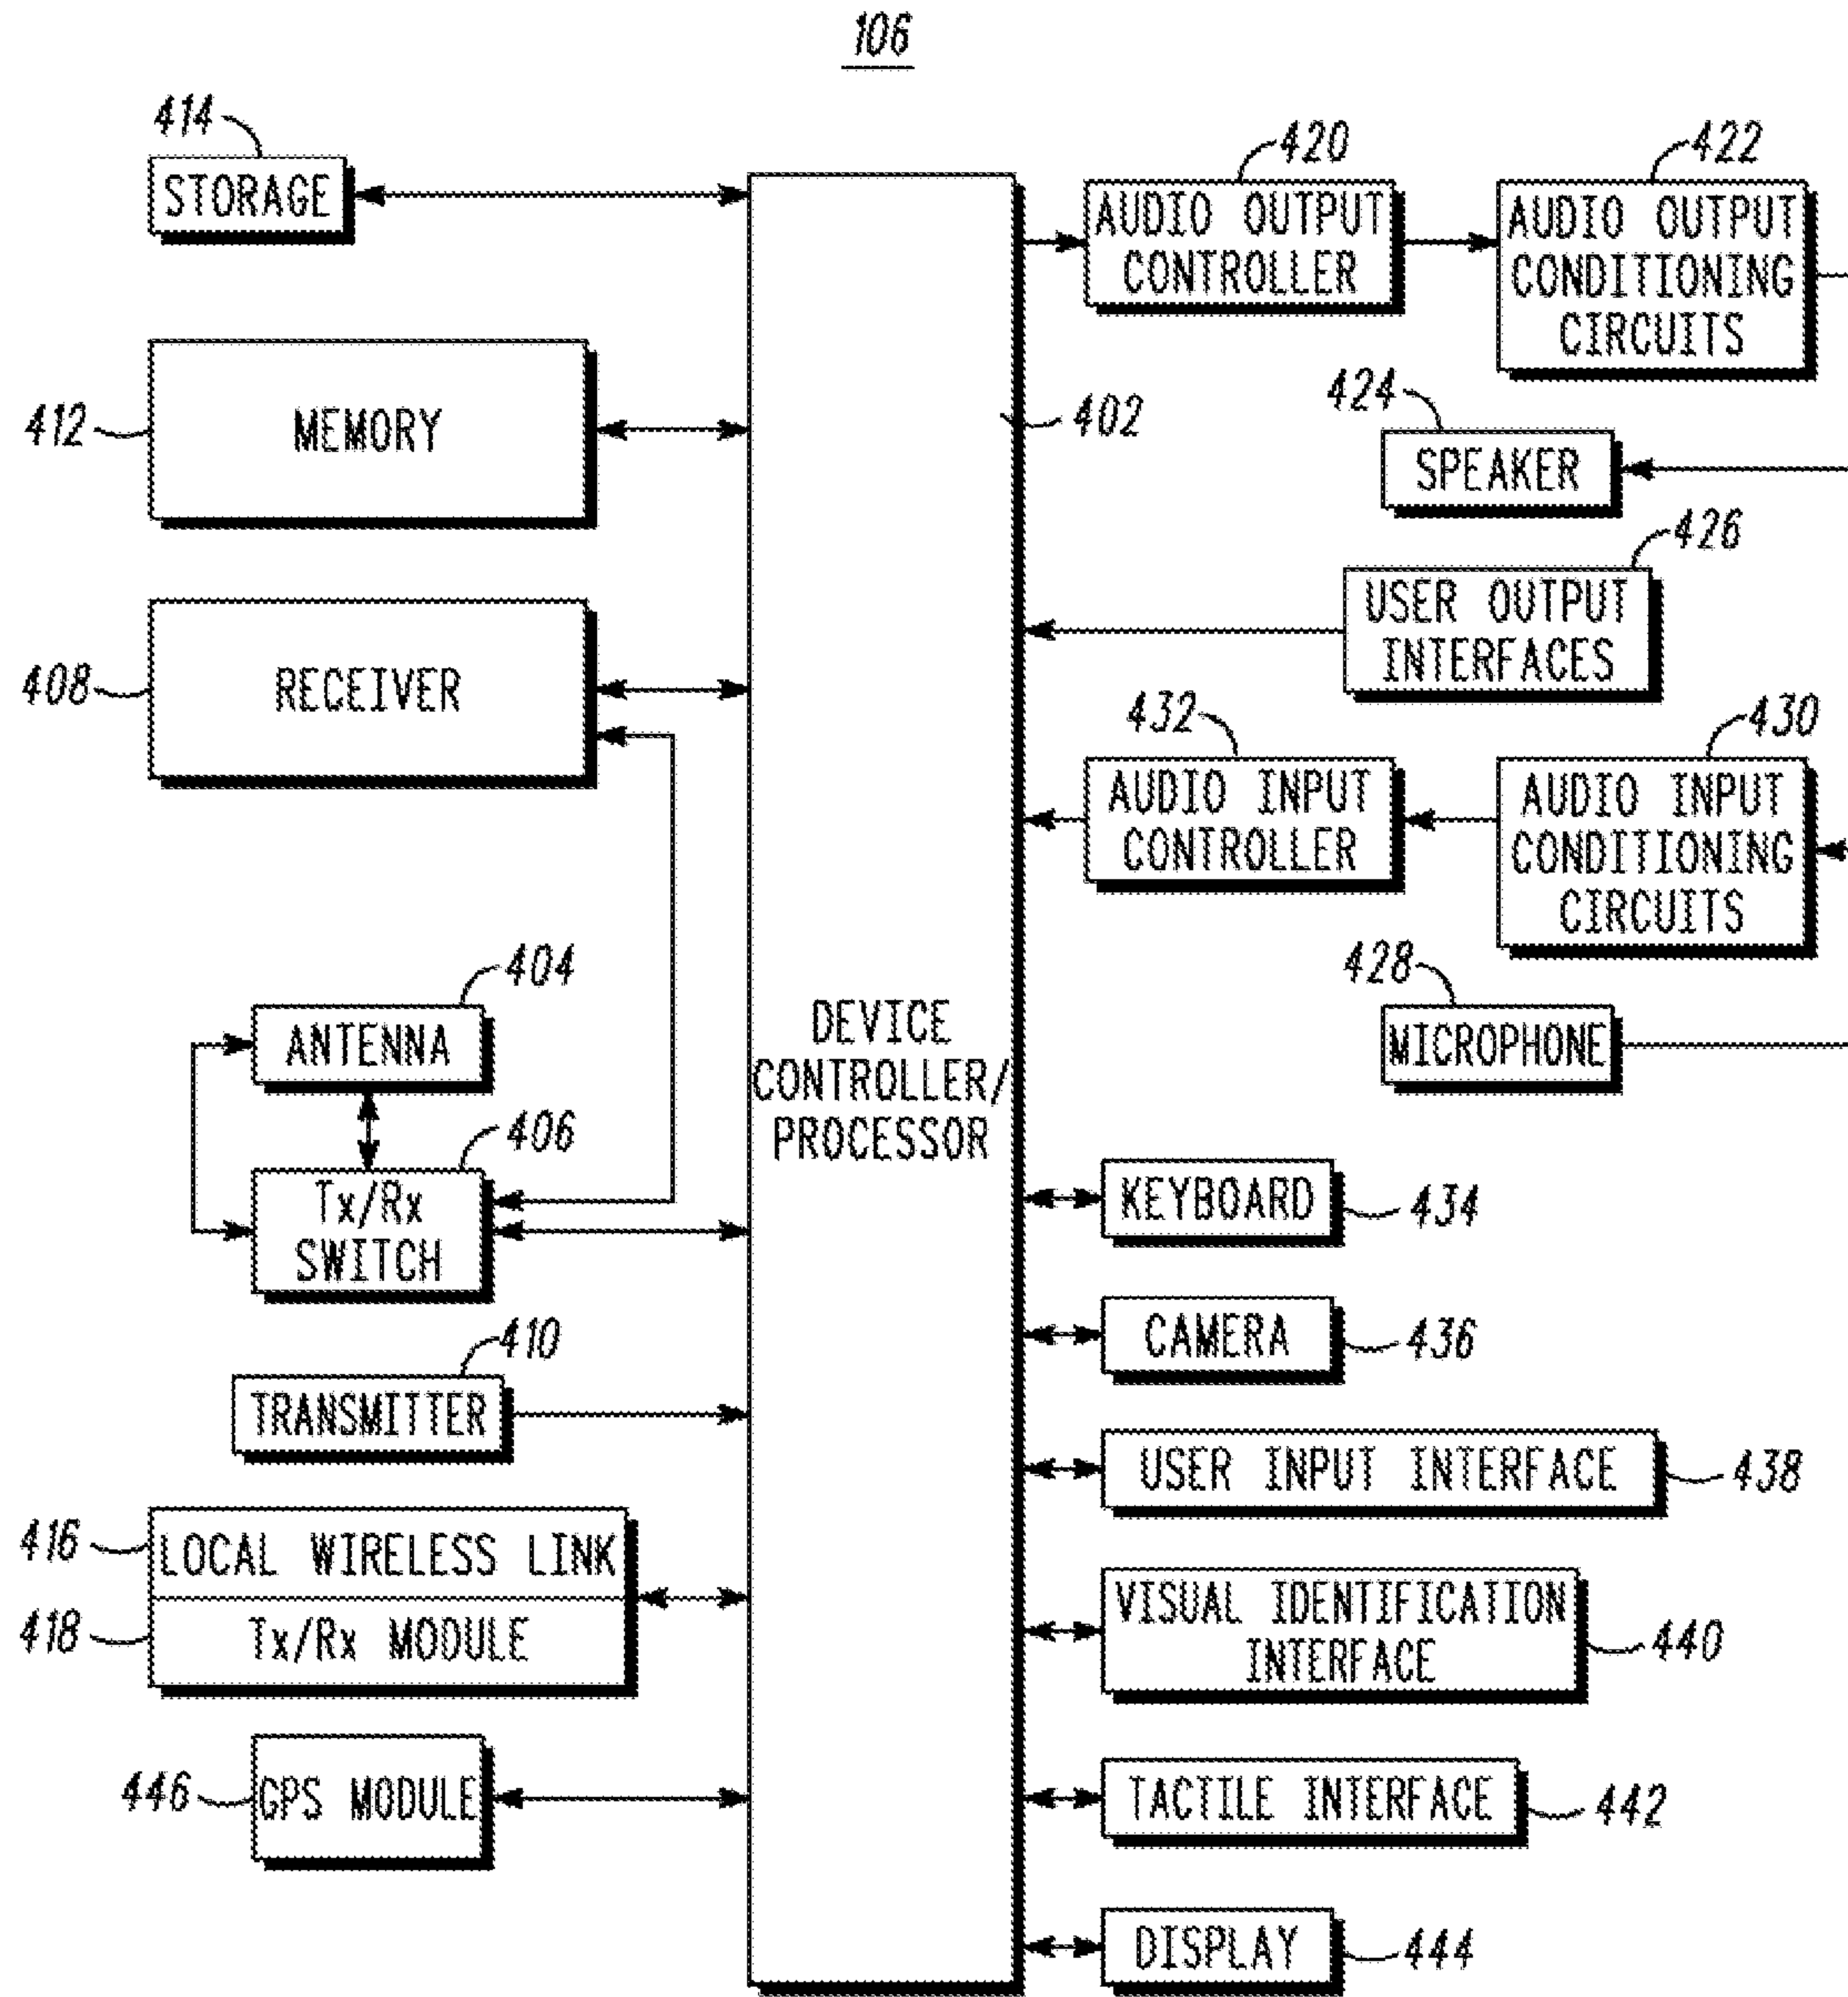 106
414
STORAGE
412
MEMORY
408
RECEIVER
404
ANTENNA
406
Tx/Rx
SWITCH
410
TRANSMITTER
416
LOCAL WIRELESS LINK
418
Tx/Rx MODULE
446
GPS MODULE
402
DEVICE
CONTROLLER/
PROCESSOR
420
AUDIO OUTPUT
CONTROLLER
422
AUDIO OUTPUT
CONDITIONING
CIRCUITS
424
SPEAKER
426
USER OUTPUT
INTERFACES
432
AUDIO INPUT
CONTROLLER
430
AUDIO INPUT
CONDITIONING
CIRCUITS
428
MICROPHONE
KEYBOARD
434
CAMERA
436
USER INPUT INTERFACE
438
VISUAL IDENTIFICATION
INTERFACE
440
TACTILE INTERFACE
442
DISPLAY
444